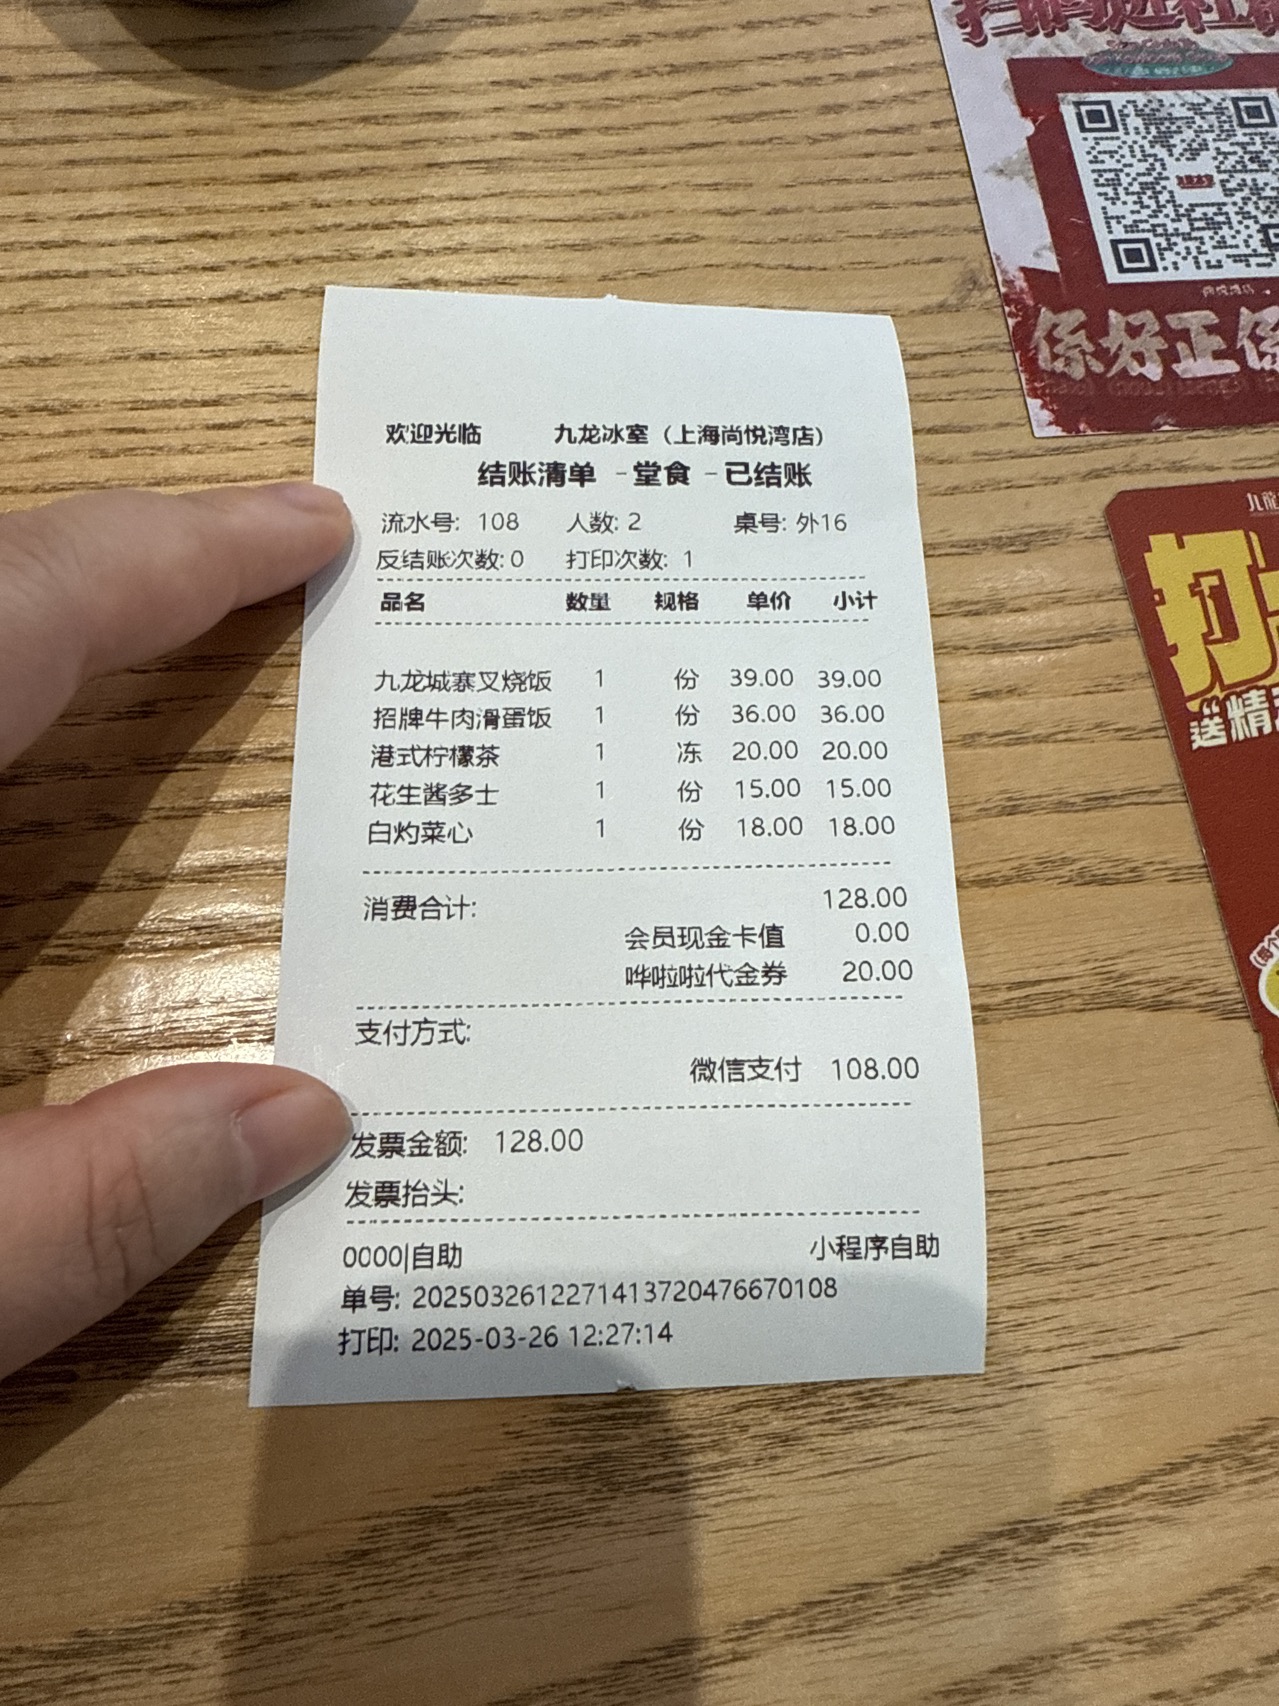 欢迎光临 九龙冰室（上海尚悦湾店）
结账清单 -堂食 -已结账
流水号: 108 人数: 2 桌号: 外16
反结账次数: 0 打印次数: 1
品名 数量 规格 单价 小计
九龙城寨叉烧饭 1 份 39.00 39.00
招牌牛肉滑蛋饭 1 份 36.00 36.00
港式柠檬茶 1 冻 20.00 20.00
花生酱多士 1 份 15.00 15.00
白灼菜心 1 份 18.00 18.00
消费合计: 128.00
会员现金卡值 0.00
哗啦啦代金券 20.00
支付方式:
微信支付 108.00
发票金额: 128.00
发票抬头:
0000|自助 小程序自助
单号: 20250326122714137204766​70108
打印: 2025-03-26 12:27:14
係好正係
九龍
打
送精